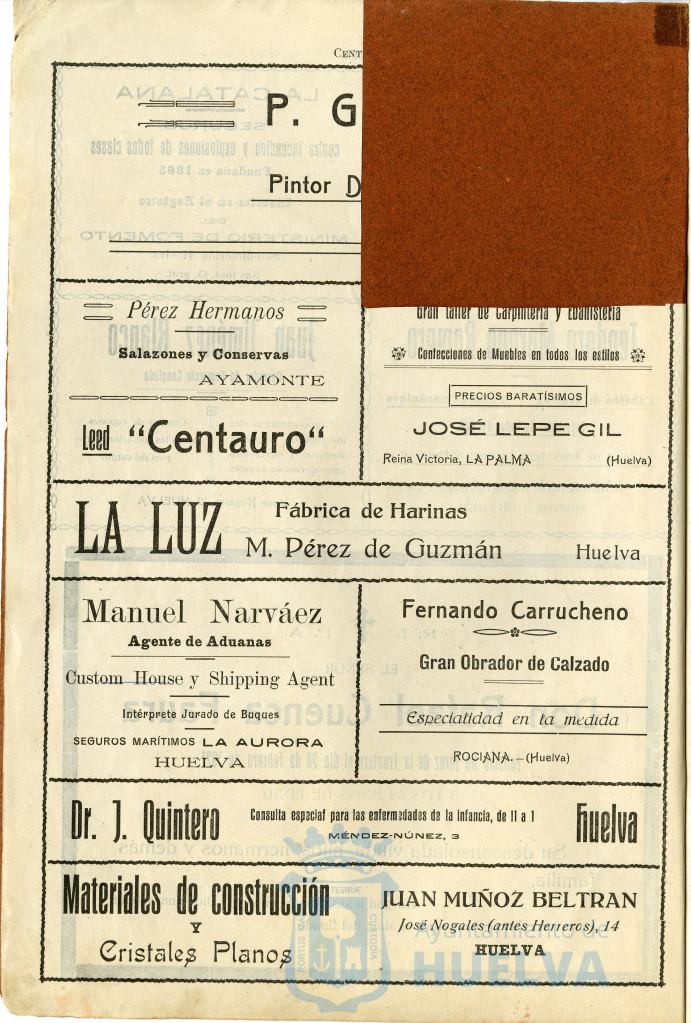 P. G
Pintor
Pérez Hermanos
Salazones y Conservas
AYAMONTE
Leed "Centauro"
Gran taller de Carpintería y Ebanistería
Confecciones de Muebles en todos los estilos
PRECIOS BARATÍSIMOS
JOSÉ LEPE GIL
Reina Victoria, LA PALMA (Huelva)
LA LUZ
Fábrica de Harinas
M. Pérez de Guzmán Huelva
Manuel Narváez
Agente de Aduanas
Custom House y Shipping Agent
Intérprete Jurado de Buques
SEGUROS MARÍTIMOS LA AURORA
HUELVA
Fernando Carrucheno
Gran Obrador de Calzado
Especialidad en la medida
ROCIANA.-(Huelva)
Dr. J. Quintero
Consulta especial para las enfermedades de la infancia, de 11 a 1
MÉNDEZ-NÚNEZ, 3
Huelva
Materiales de construcción
Y
Cristales Planos
JUAN MUÑOZ BELTRAN
José Nogales (antes Herreros), 14
HUELVA
Ayuntamiento de
HUELVA